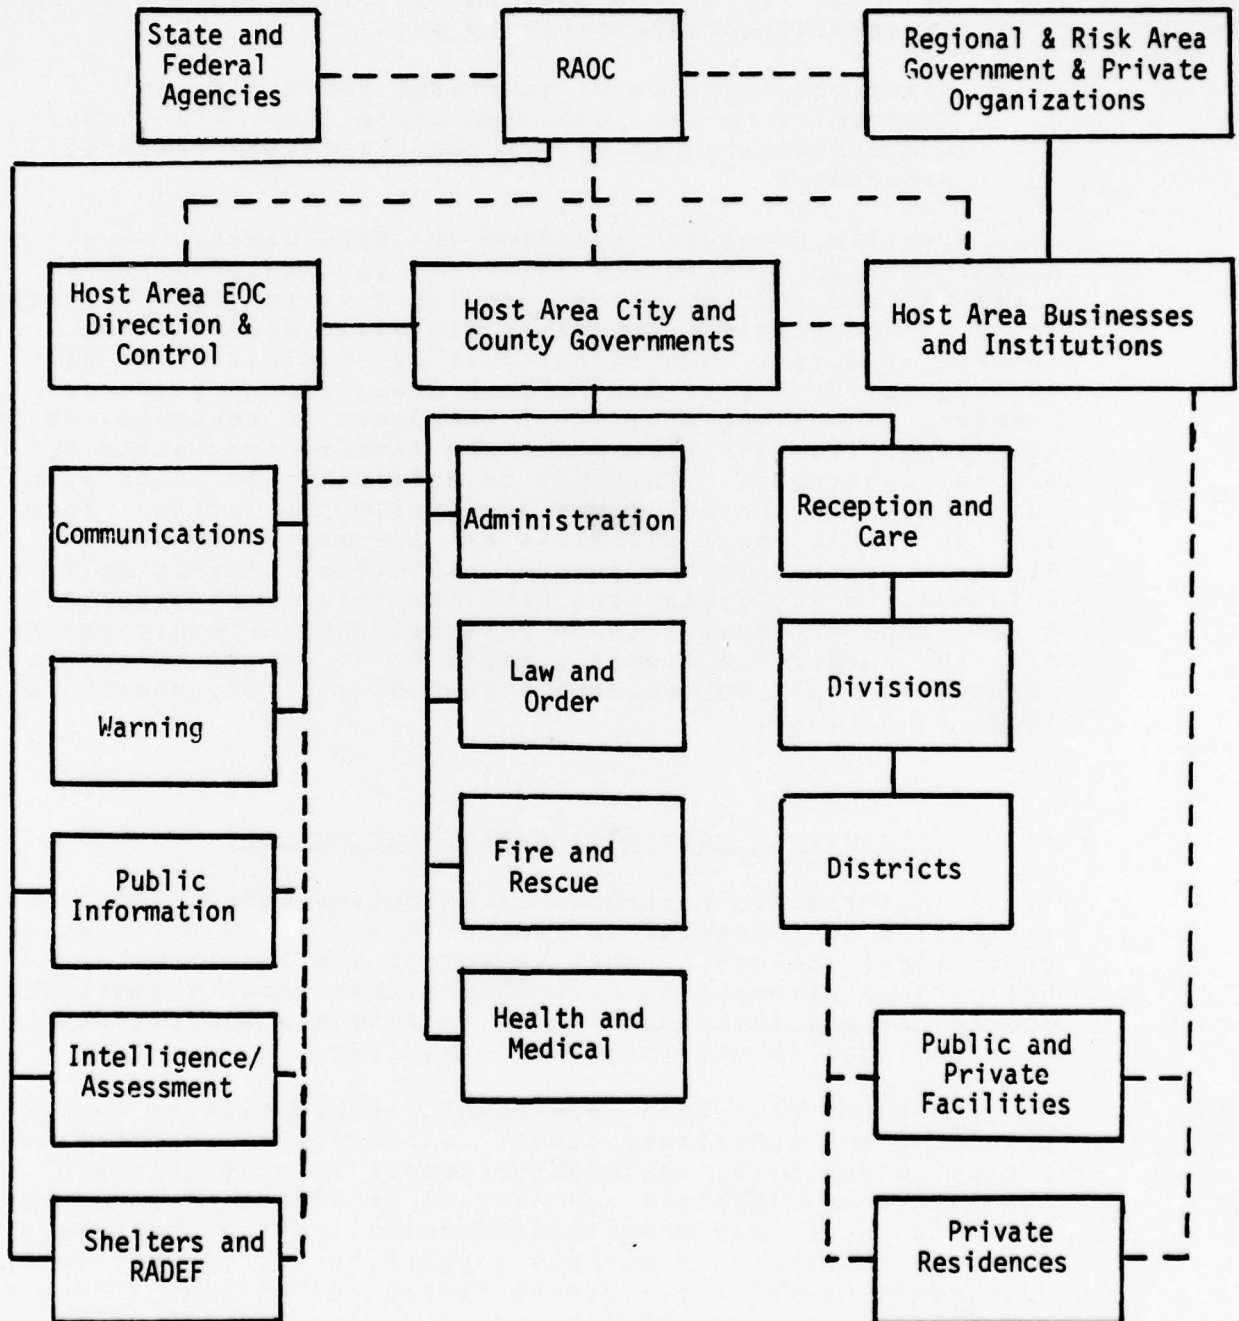 State and
Federal
Agencies
RAOC
Regional & Risk Area
Government & Private
Organizations
Host Area EOC
Direction &
Control
Host Area City and
County Governments
Host Area Businesses
and Institutions
Communications
Administration
Reception and
Care
Warning
Law and
Order
Divisions
Public
Information
Fire and
Rescue
Districts
Intelligence/
Assessment
Health and
Medical
Public and
Private
Facilities
Shelters and
RADEF
Private
Residences